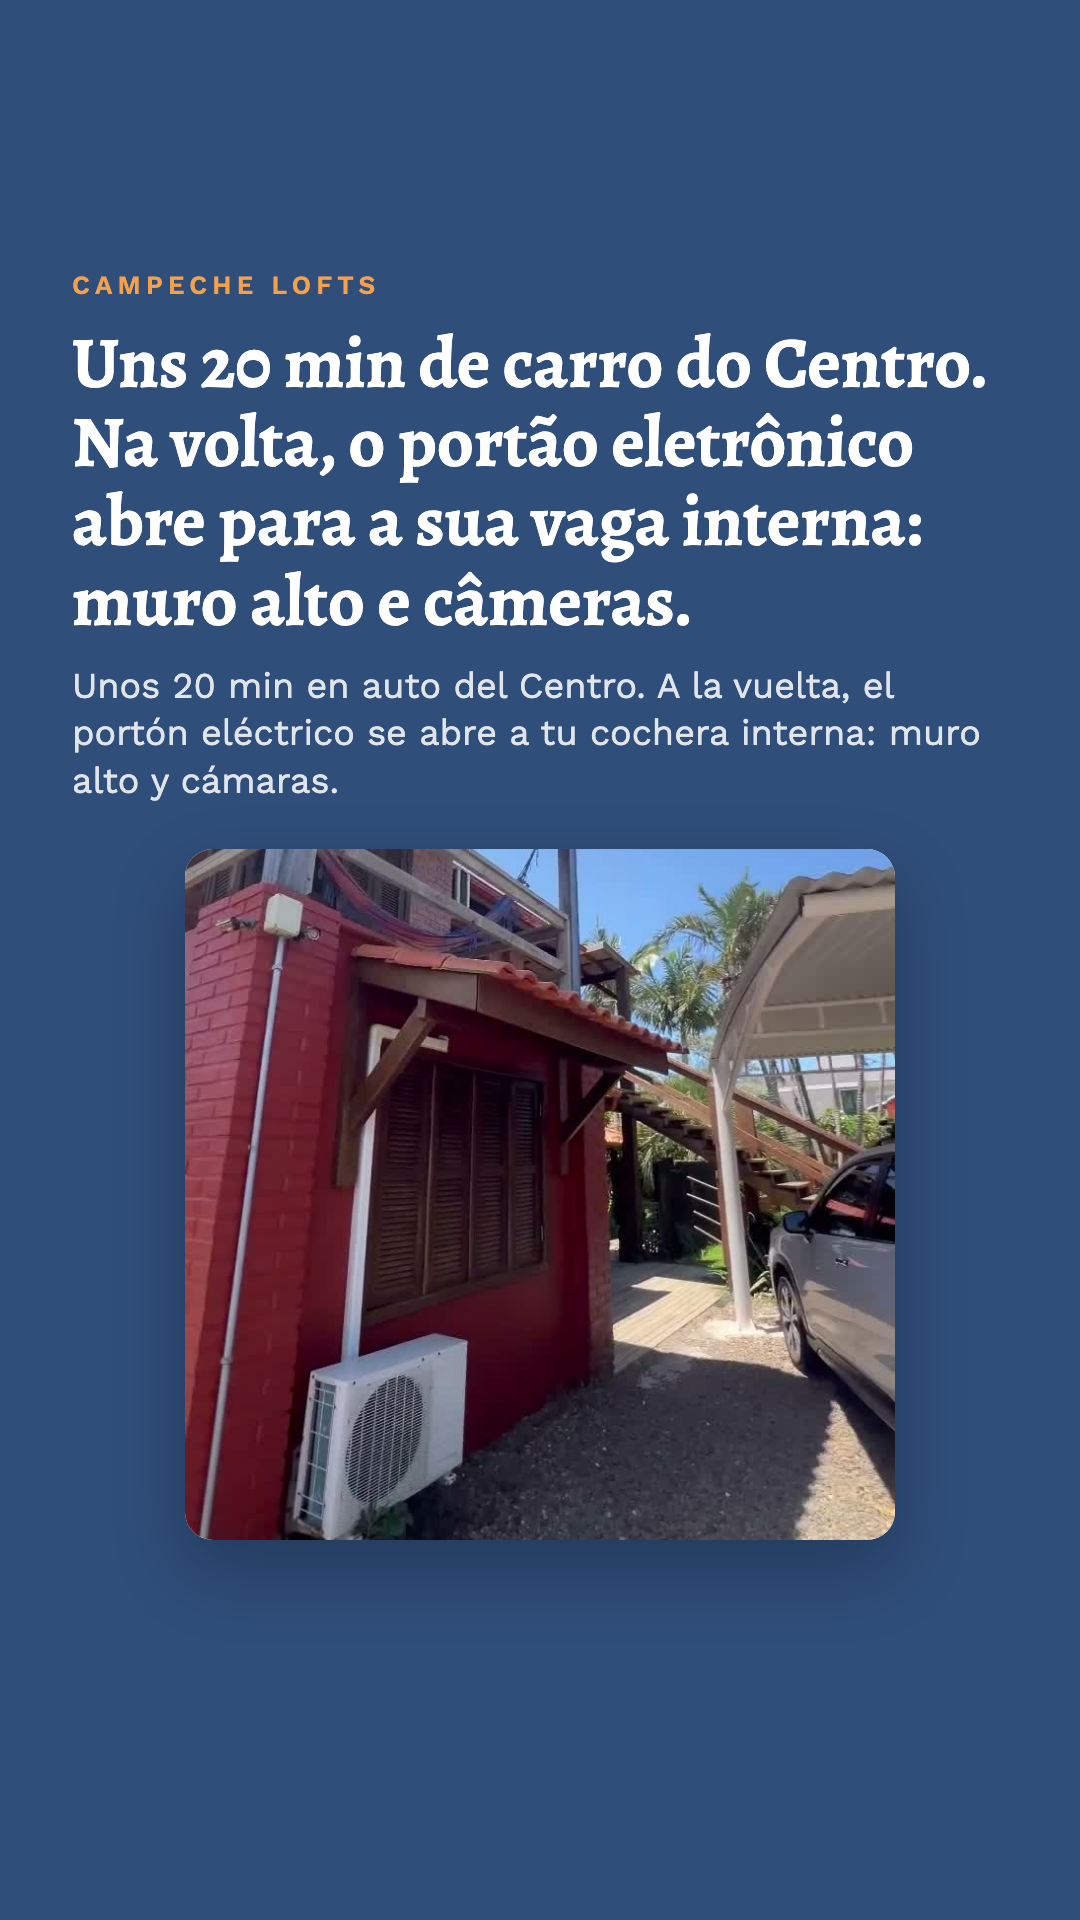 CAMPECHE LOFTS
Uns 20 min de carro do Centro.
Na volta, o portão eletrônico
abre para a sua vaga interna:
muro alto e câmeras.
Unos 20 min en auto del Centro. A la vuelta, el
portón eléctrico se abre a tu cochera interna: muro
alto y cámaras.